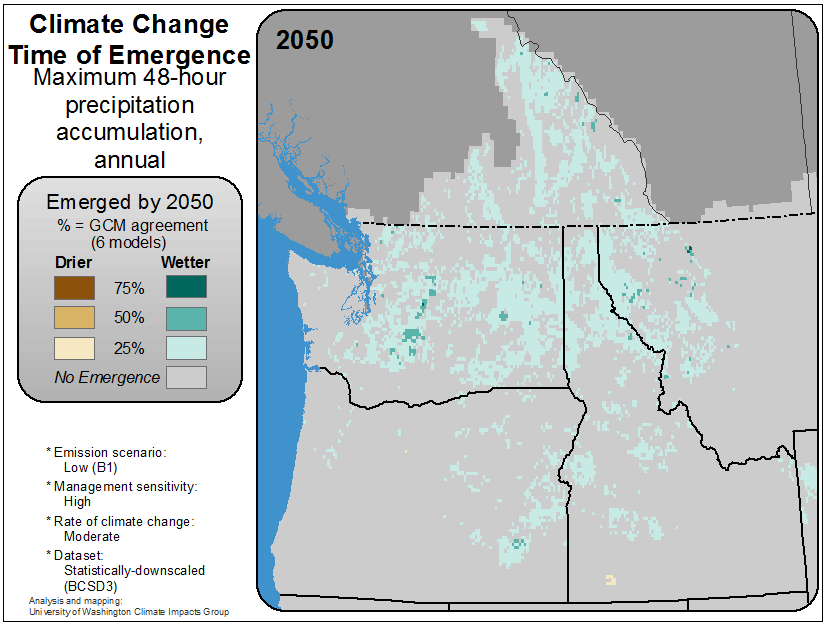 Climate Change
Time of Emergence
Maximum 48-hour
precipitation
accumulation,
annual
Emerged by 2050
% = GCM agreement
(6 models)
Drier Wetter
75%
50%
25%
No Emergence
* Emission scenario:
Low (B1)
* Management sensitivity:
High
* Rate of climate change:
Moderate
* Dataset:
Statistically-downscaled
(BCSD3)
Analysis and mapping:
University of Washington Climate Impacts Group
2050